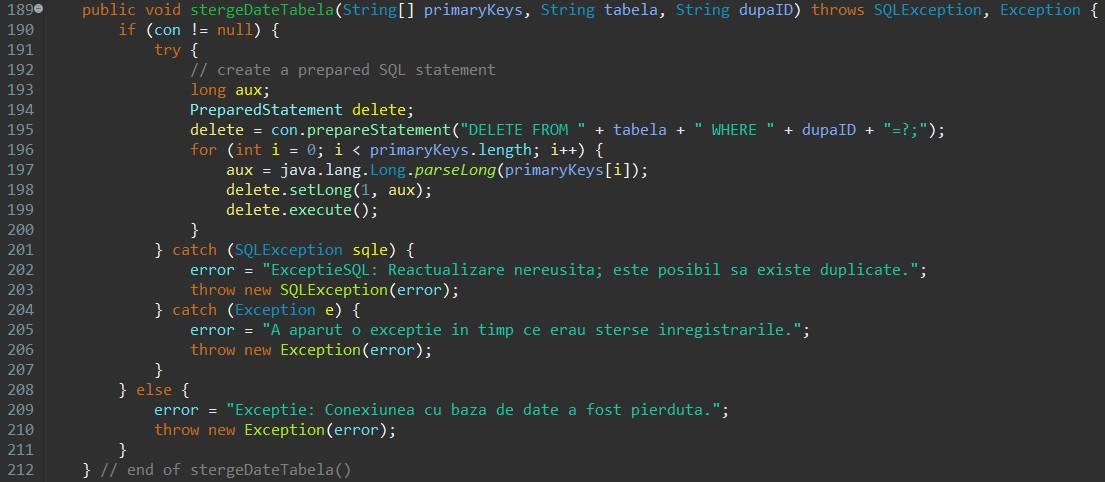 189 public void stergeDateTabela(String[] primaryKeys, String tabela, String dupaID) throws SQLException, Exception {
190     if (con != null) {
191         try {
192             // create a prepared SQL statement
193             long aux;
194             PreparedStatement delete;
195             delete = con.prepareStatement("DELETE FROM " + tabela + " WHERE " + dupaID + "=?;");
196             for (int i = 0; i < primaryKeys.length; i++) {
197                 aux = java.lang.Long.parseLong(primaryKeys[i]);
198                 delete.setLong(1, aux);
199                 delete.execute();
200             }
201         } catch (SQLException sqle) {
202             error = "ExceptieSQL: Reactualizare nereusita; este posibil sa existe duplicate.";
203             throw new SQLException(error);
204         } catch (Exception e) {
205             error = "A aparut o exceptie in timp ce erau sterse inregistrarile.";
206             throw new Exception(error);
207         }
208     } else {
209         error = "Exceptie: Conexiunea cu baza de date a fost pierduta.";
210         throw new Exception(error);
211     }
212 } // end of stergeDateTabela()